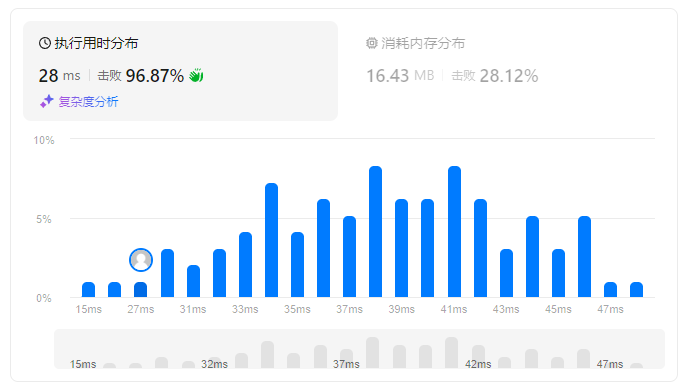 执行用时分布
28 ms 击败 96.87%
复杂度分析
消耗内存分布
16.43 MB 击败 28.12%
10%
5%
0%
15ms 27ms 31ms 33ms 35ms 37ms 39ms 41ms 43ms 45ms 47ms
15ms 32ms 37ms 42ms 47ms